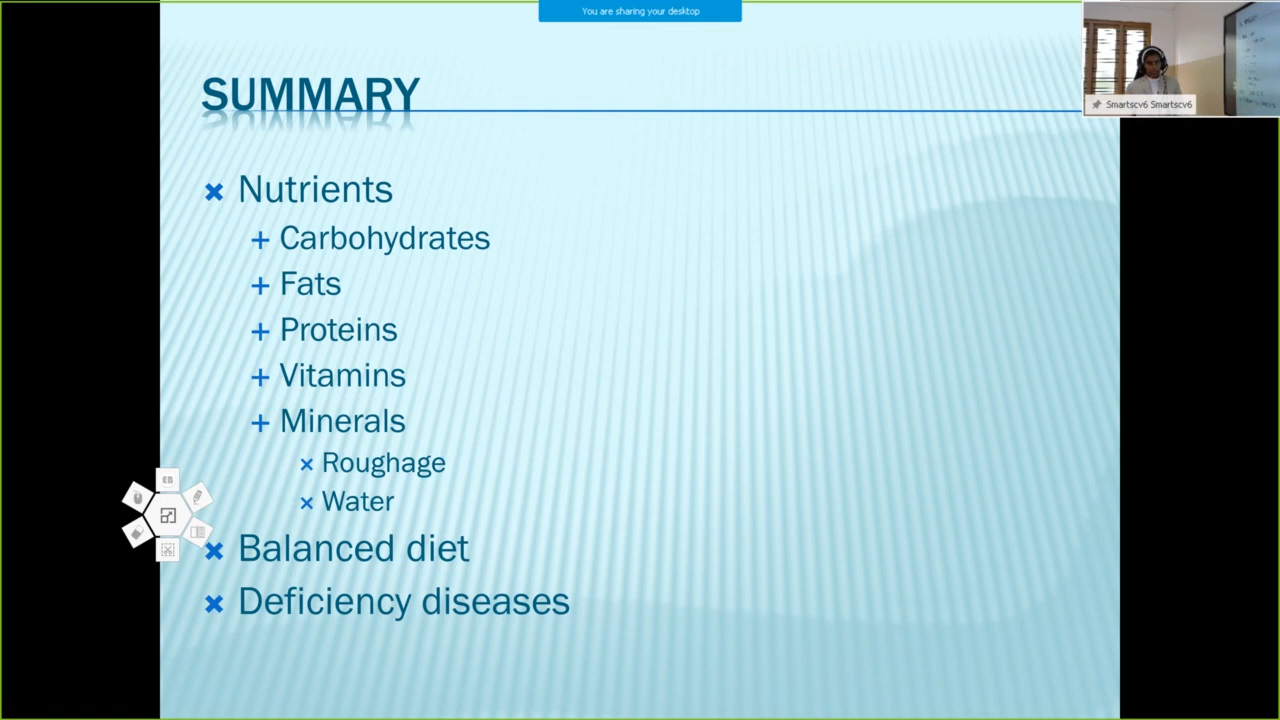 You are sharing your desktop
Smartscv6 Smartscv6
SUMMARY
Nutrients
Carbohydrates
Fats
Proteins
Vitamins
Minerals
Roughage
Water
EB
Balanced diet
Deficiency diseases